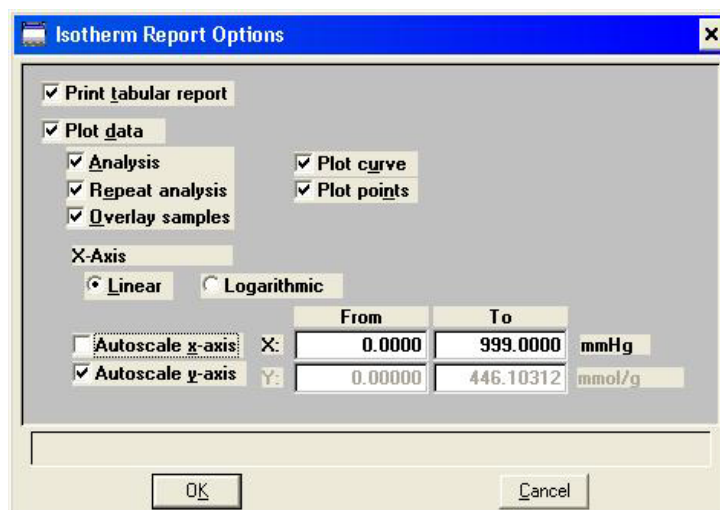 Isotherm Report Options
Print tabular report
Plot data
Analysis Plot curve
Repeat analysis Plot points
Overlay samples
X-Axis
Linear Logarithmic
From To
Autoscale x-axis X: 0.0000 999.0000 mmHg
Autoscale y-axis Y: 0.00000 446.10312 mmol/g
OK Cancel